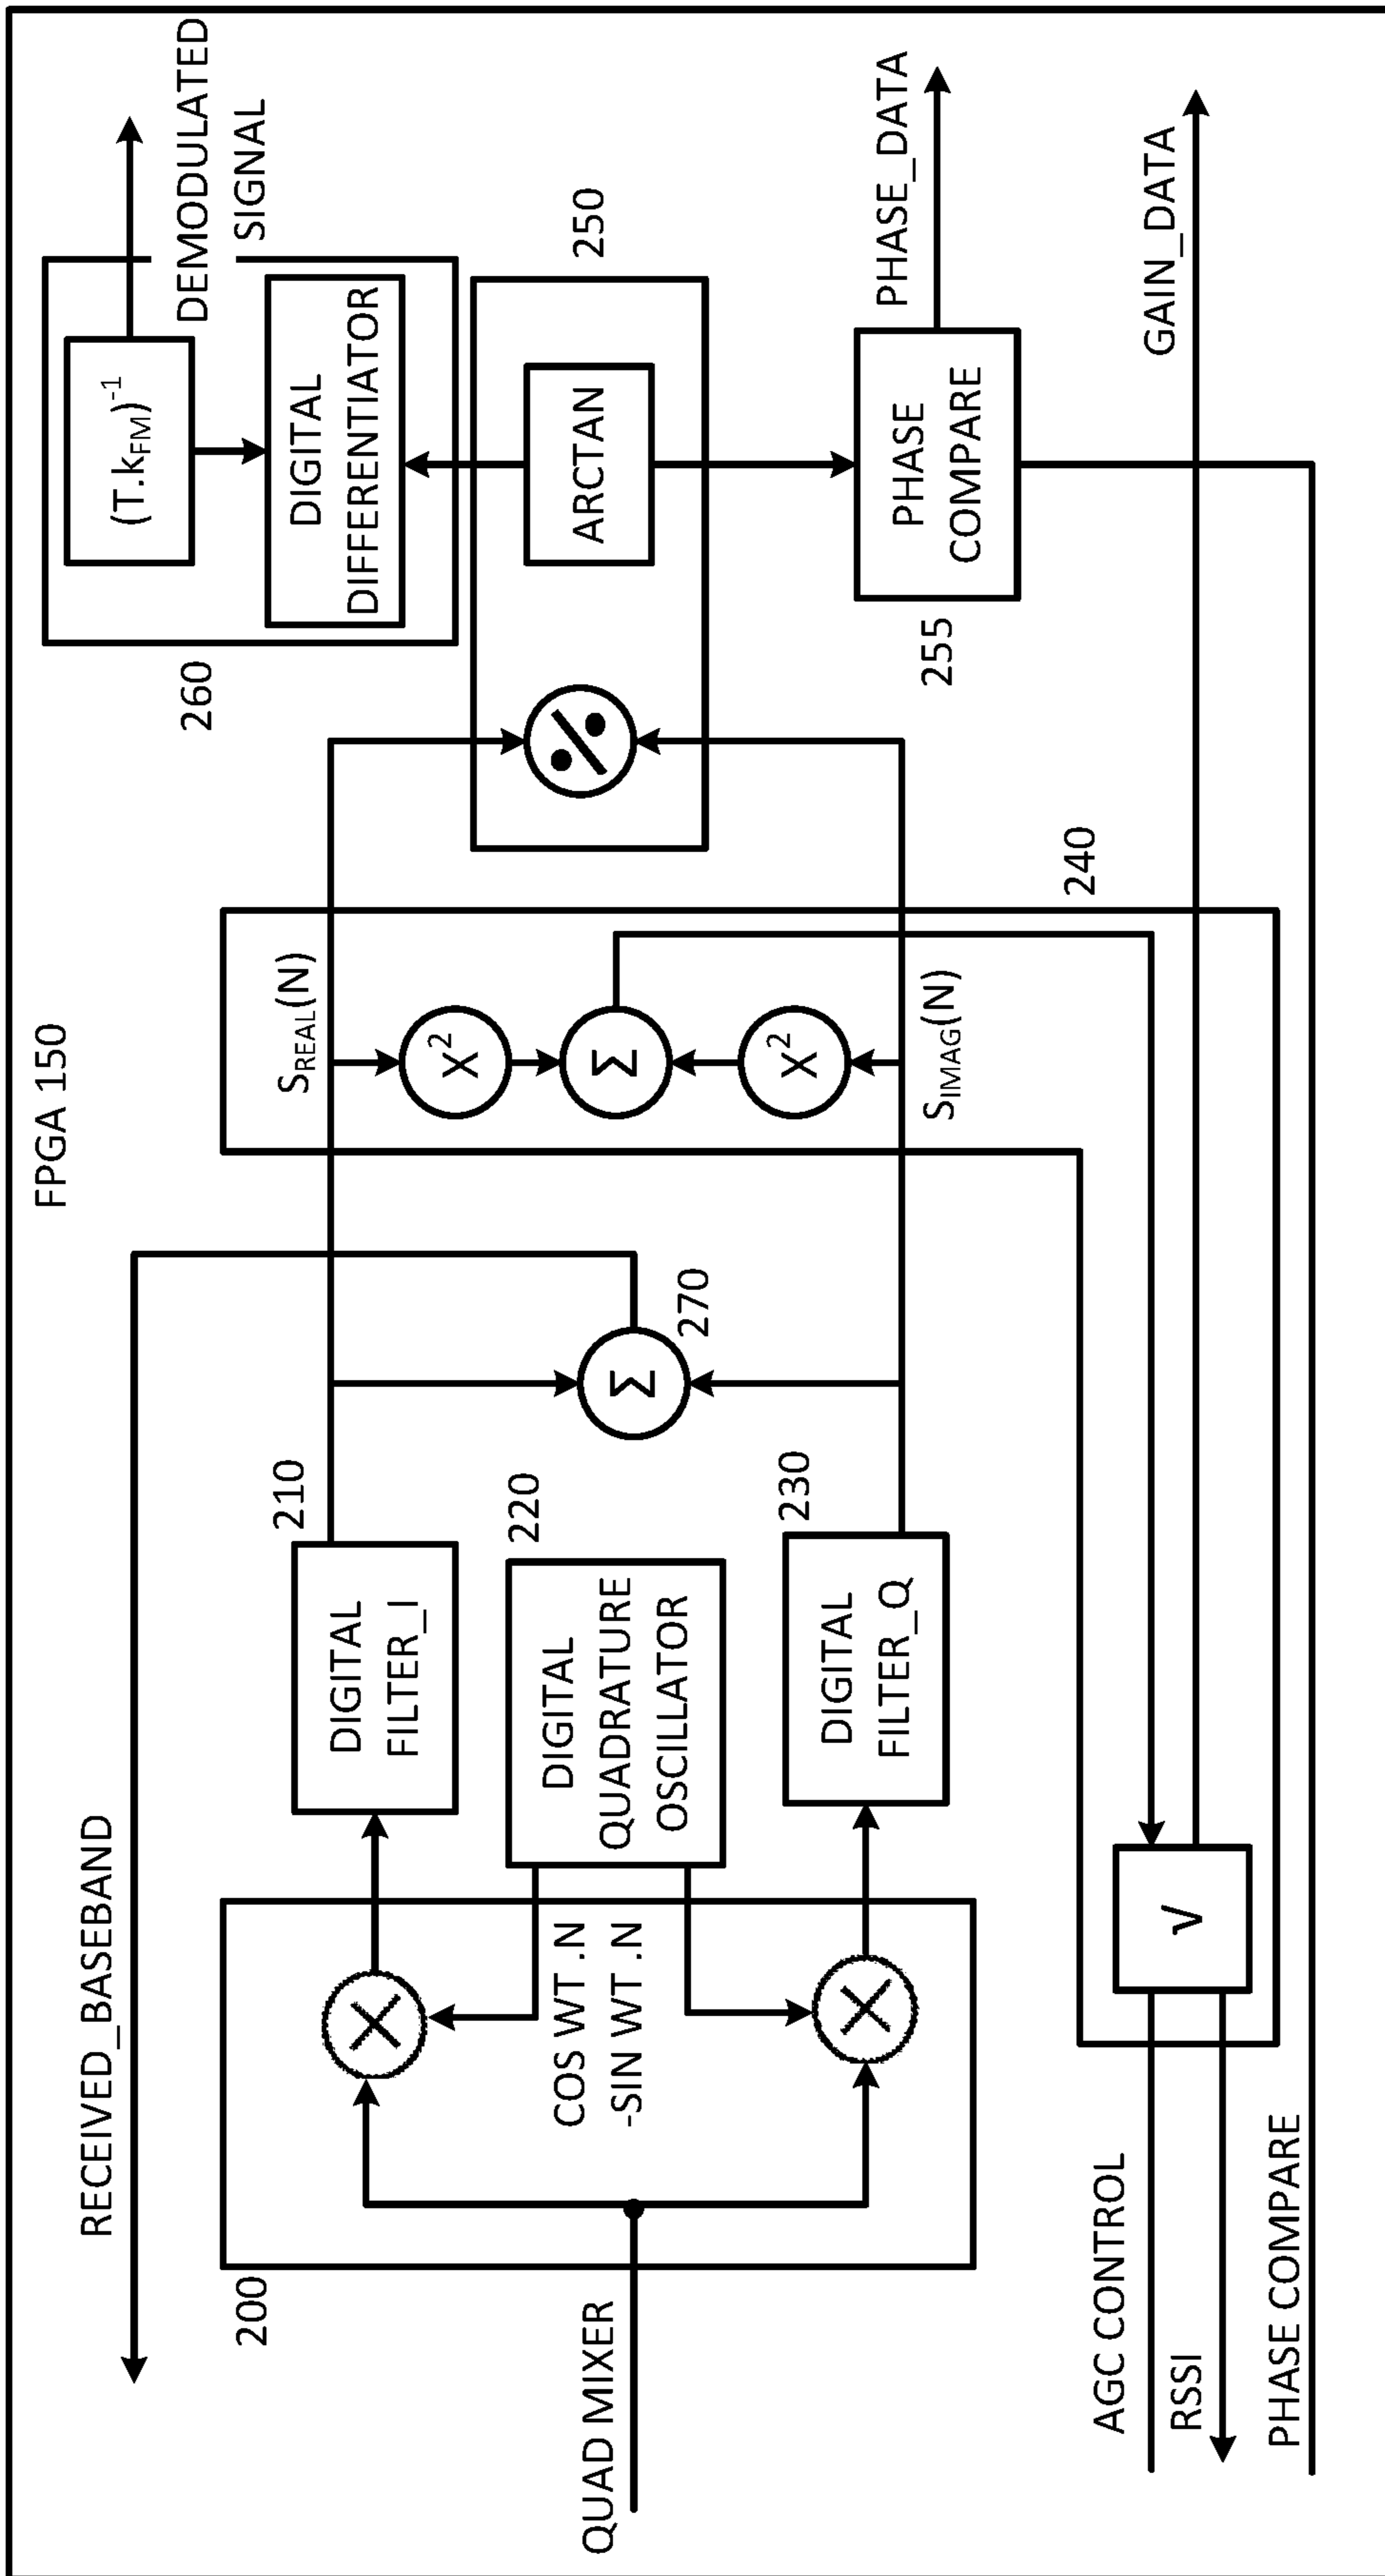 FPGA 150
RECEIVED_BASEBAND
(T.kFM)-1
DEMODULATED
SIGNAL
260
DIGITAL
DIFFERENTIATOR
200
210
DIGITAL
FILTER_I
SREAL(N)
X2
Σ
X2
SIMAG(N)
QUAD MIXER
COS WT .N
-SIN WT .N
220
DIGITAL
QUADRATURE
OSCILLATOR
Σ
270
%
ARCTAN
250
230
DIGITAL
FILTER_Q
255
PHASE
COMPARE
PHASE_DATA
240
AGC CONTROL
RSSI
√
GAIN_DATA
PHASE COMPARE